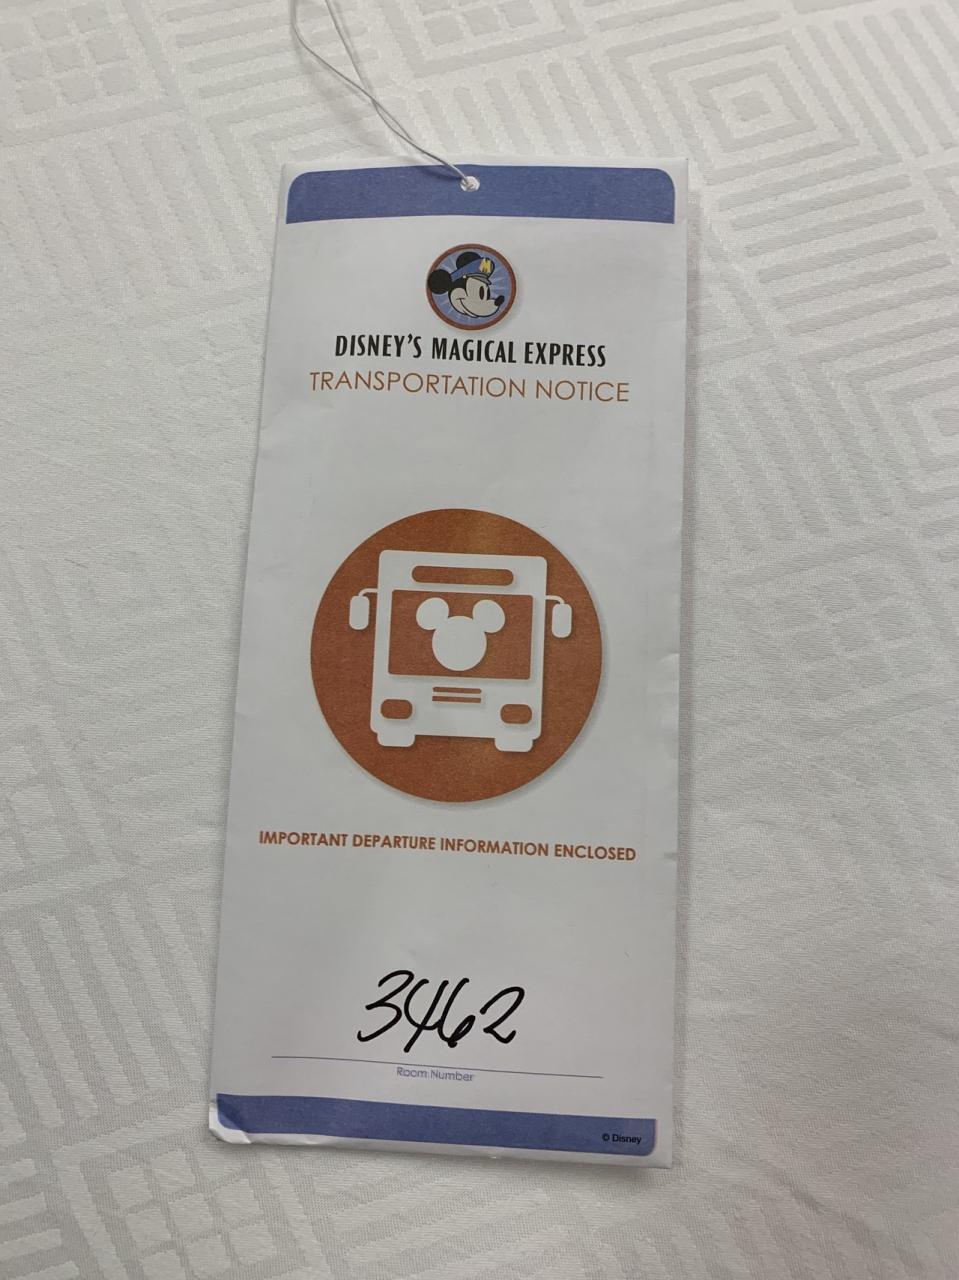 DISNEY'S MAGICAL EXPRESS
TRANSPORTATION NOTICE
IMPORTANT DEPARTURE INFORMATION ENCLOSED
3462
Room Number
© Disney